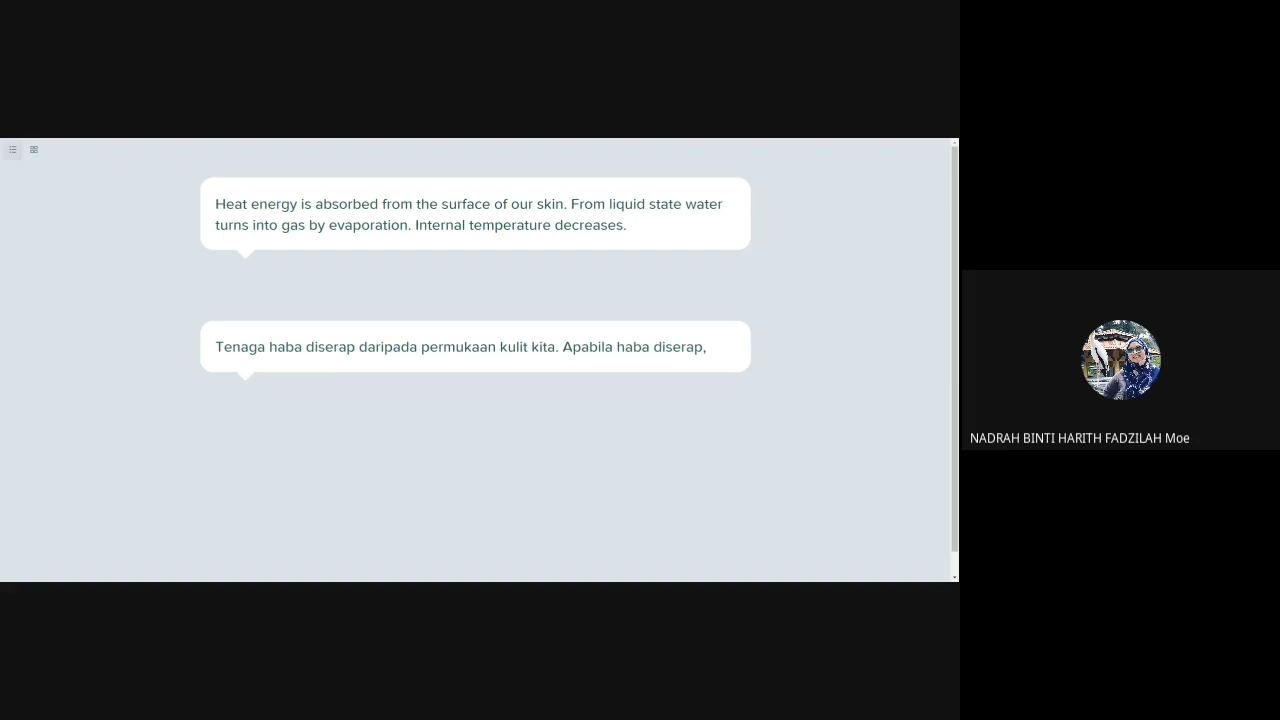 Heat energy is absorbed from the surface of our skin. From liquid state water
turns into gas by evaporation. Internal temperature decreases.
Tenaga haba diserap daripada permukaan kulit kita. Apabila haba diserap,
NADRAH BINTI HARITH FADZILAH Moe